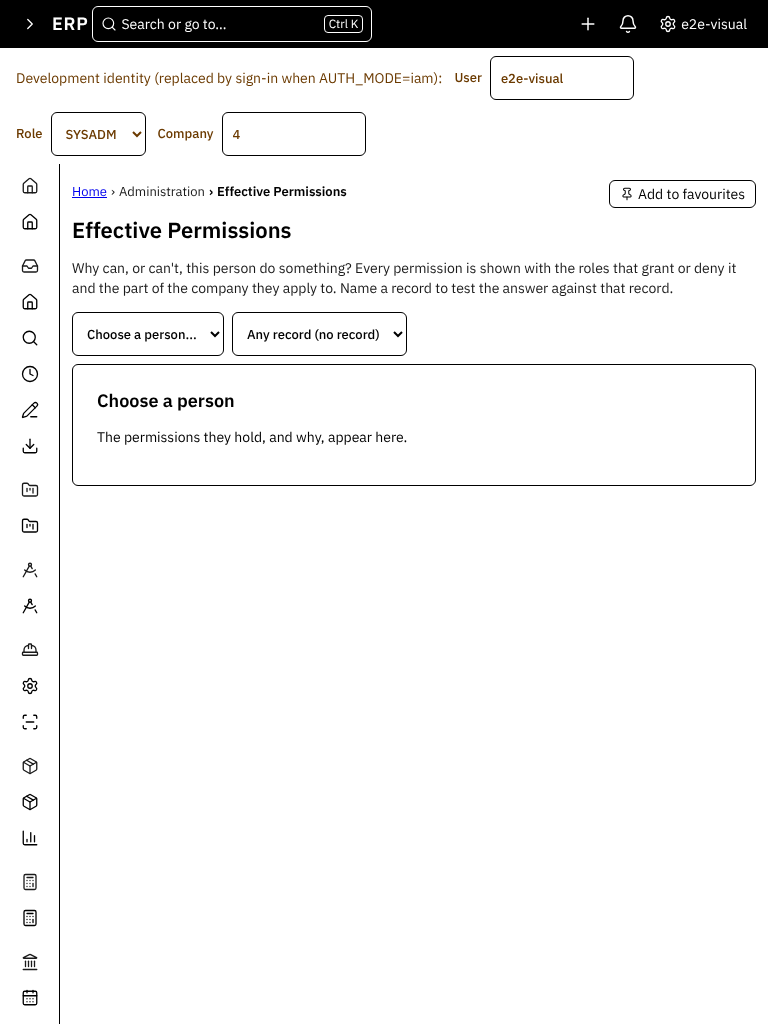 ERP
Search or go to...
Ctrl K
e2e-visual
Development identity (replaced by sign-in when AUTH_MODE=iam):
User
e2e-visual
Role
SYSADM
Company
4
Home › Administration › Effective Permissions
Add to favourites
Effective Permissions
Why can, or can't, this person do something? Every permission is shown with the roles that grant or deny it
and the part of the company they apply to. Name a record to test the answer against that record.
Choose a person...
Any record (no record)
Choose a person
The permissions they hold, and why, appear here.